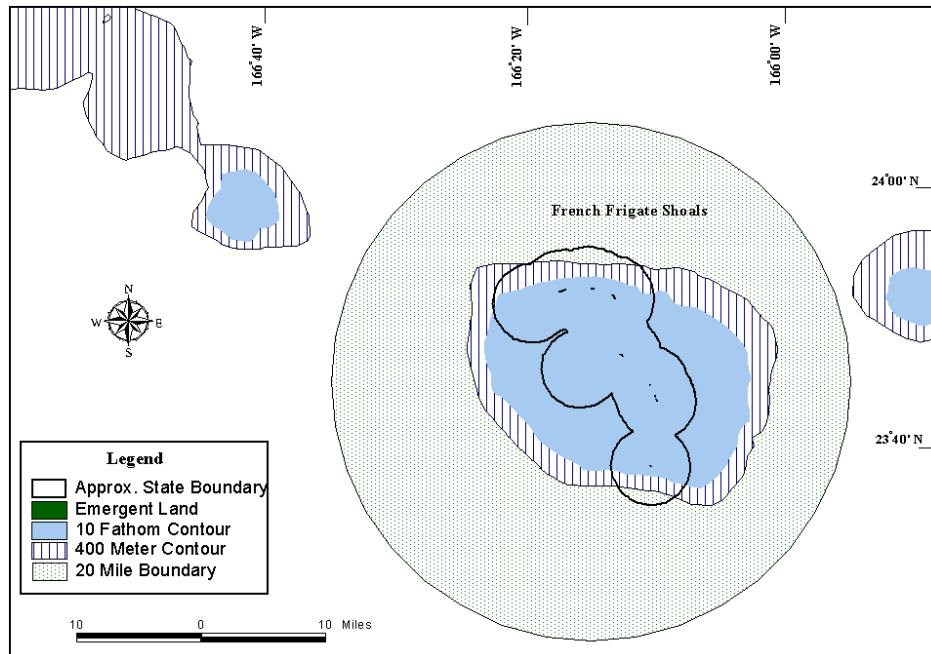 166°40' W
166°20' W
166°00' W
24°00' N
French Frigate Shoals
N
W E
S
23°40' N
Legend
Approx. State Boundary
Emergent Land
10 Fathom Contour
400 Meter Contour
20 Mile Boundary
10 0 10 Miles